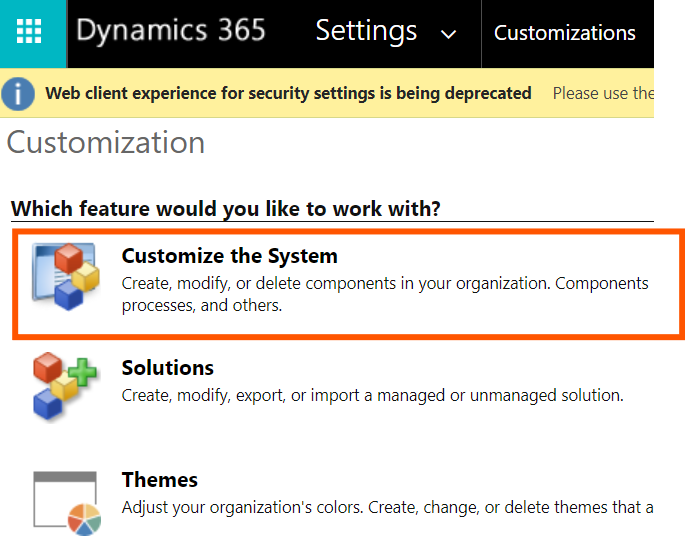 Dynamics 365 Settings Customizations
Web client experience for security settings is being deprecated Please use the
Customization
Which feature would you like to work with?
Customize the System
Create, modify, or delete components in your organization. Components
processes, and others.
Solutions
Create, modify, export, or import a managed or unmanaged solution.
Themes
Adjust your organization's colors. Create, change, or delete themes that a